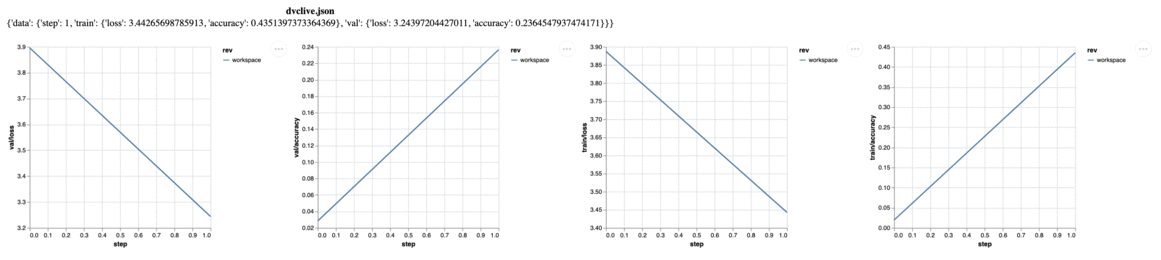 dvclive.json
{'data': {'step': 1, 'train': {'loss': 3.44265698785913, 'accuracy': 0.4351397373364369}, 'val': {'loss': 3.24397204427011, 'accuracy': 0.2364547937474171}}}
3.9
3.8
3.7
3.6
3.5
3.4
3.3
3.2
val/loss
0.0 0.1 0.2 0.3 0.4 0.5 0.6 0.7 0.8 0.9 1.0
step
rev
workspace
0.24
0.22
0.20
0.18
0.16
0.14
0.12
0.10
0.08
0.06
0.04
0.02
val/accuracy
0.0 0.1 0.2 0.3 0.4 0.5 0.6 0.7 0.8 0.9 1.0
step
rev
workspace
3.90
3.85
3.80
3.75
3.70
3.65
3.60
3.55
3.50
3.45
3.40
train/loss
0.0 0.1 0.2 0.3 0.4 0.5 0.6 0.7 0.8 0.9 1.0
step
rev
workspace
0.45
0.40
0.35
0.30
0.25
0.20
0.15
0.10
0.05
0.00
train/accuracy
0.0 0.1 0.2 0.3 0.4 0.5 0.6 0.7 0.8 0.9 1.0
step
rev
workspace